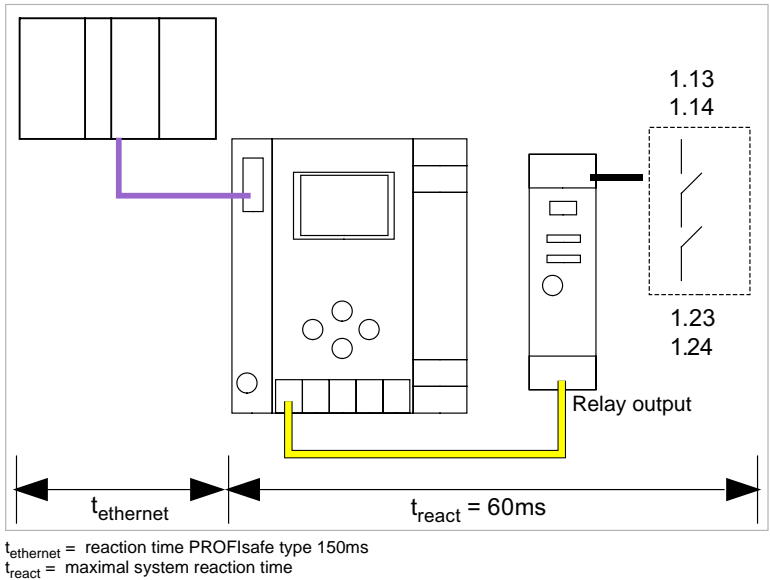 1.13
1.14
1.23
1.24
Relay output
tethernet
treact = 60ms
tethernet = reaction time PROFIsafe type 150ms
treact = maximal system reaction time